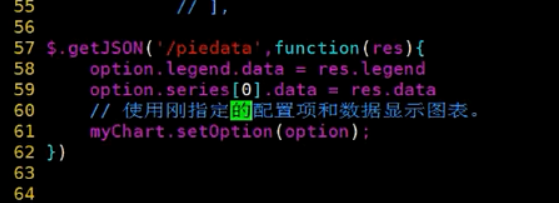 55 // ],
56
57 $.getJSON('/piedata',function(res){
58 option.legend.data = res.legend
59 option.series[0].data = res.data
60 // 使用刚指定的配置项和数据显示图表。
61 myChart.setOption(option);
62 })
63
64